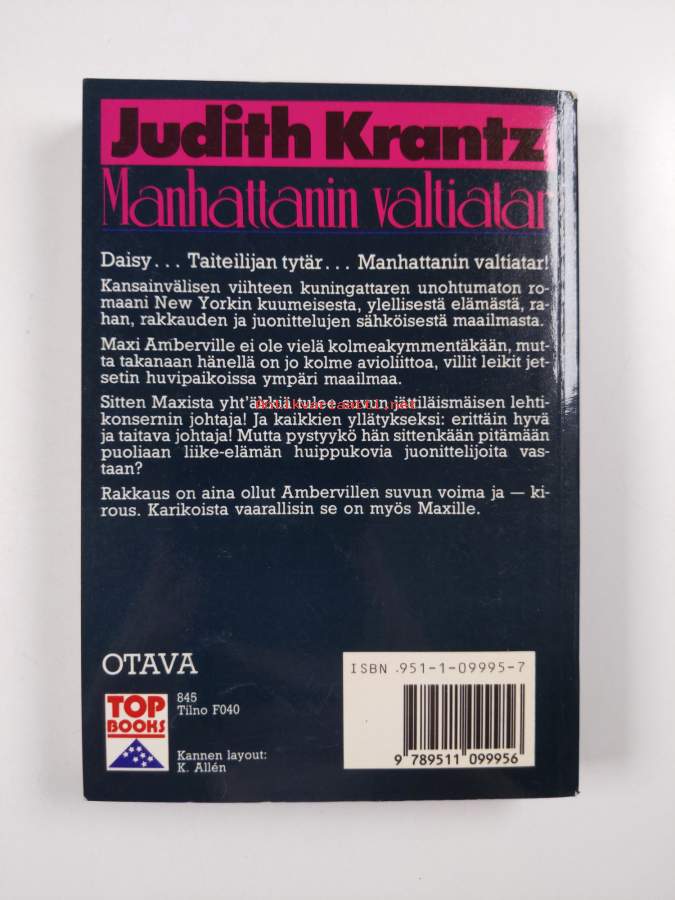 Judith Krantz
Manhattanin valtiatar
Daisy... Taiteilijan tytär... Manhattanin valtiatar!
Kansainvälisen viihteen kuningattaren unohtumaton ro-
maani New Yorkin kuumeisesta, ylellisestä elämästä, ra-
han, rakkauden ja juonittelujen sähköisestä maailmasta.
Maxi Amberville ei ole vielä kolmeakymmentäkään, mut-
ta takanaan hänellä on jo kolme avioliittoa, villit leikit jet-
setin huvipaikoissa ympäri maailmaa.
Sitten Maxista yht'äkkiä tulee suvun jättiläismäisen lehti-
konsernin johtaja! Ja kaikkien yllätykseksi: erittäin hyvä
ja taitava johtaja! Mutta pystyykö hän sittenkään pitämään
puoliaan liike-elämän huippukovia juonittelijoita vas-
taan?
Rakkaus on aina ollut Ambervillen suvun voima ja — ki-
rous. Karikoista vaarallisin se on myös Maxille.
OTAVA
TOP
BOOKS
845
Tilno F040
Kannen layout:
K. Allén
ISBN 951-1-09995-7
9 789511 099956